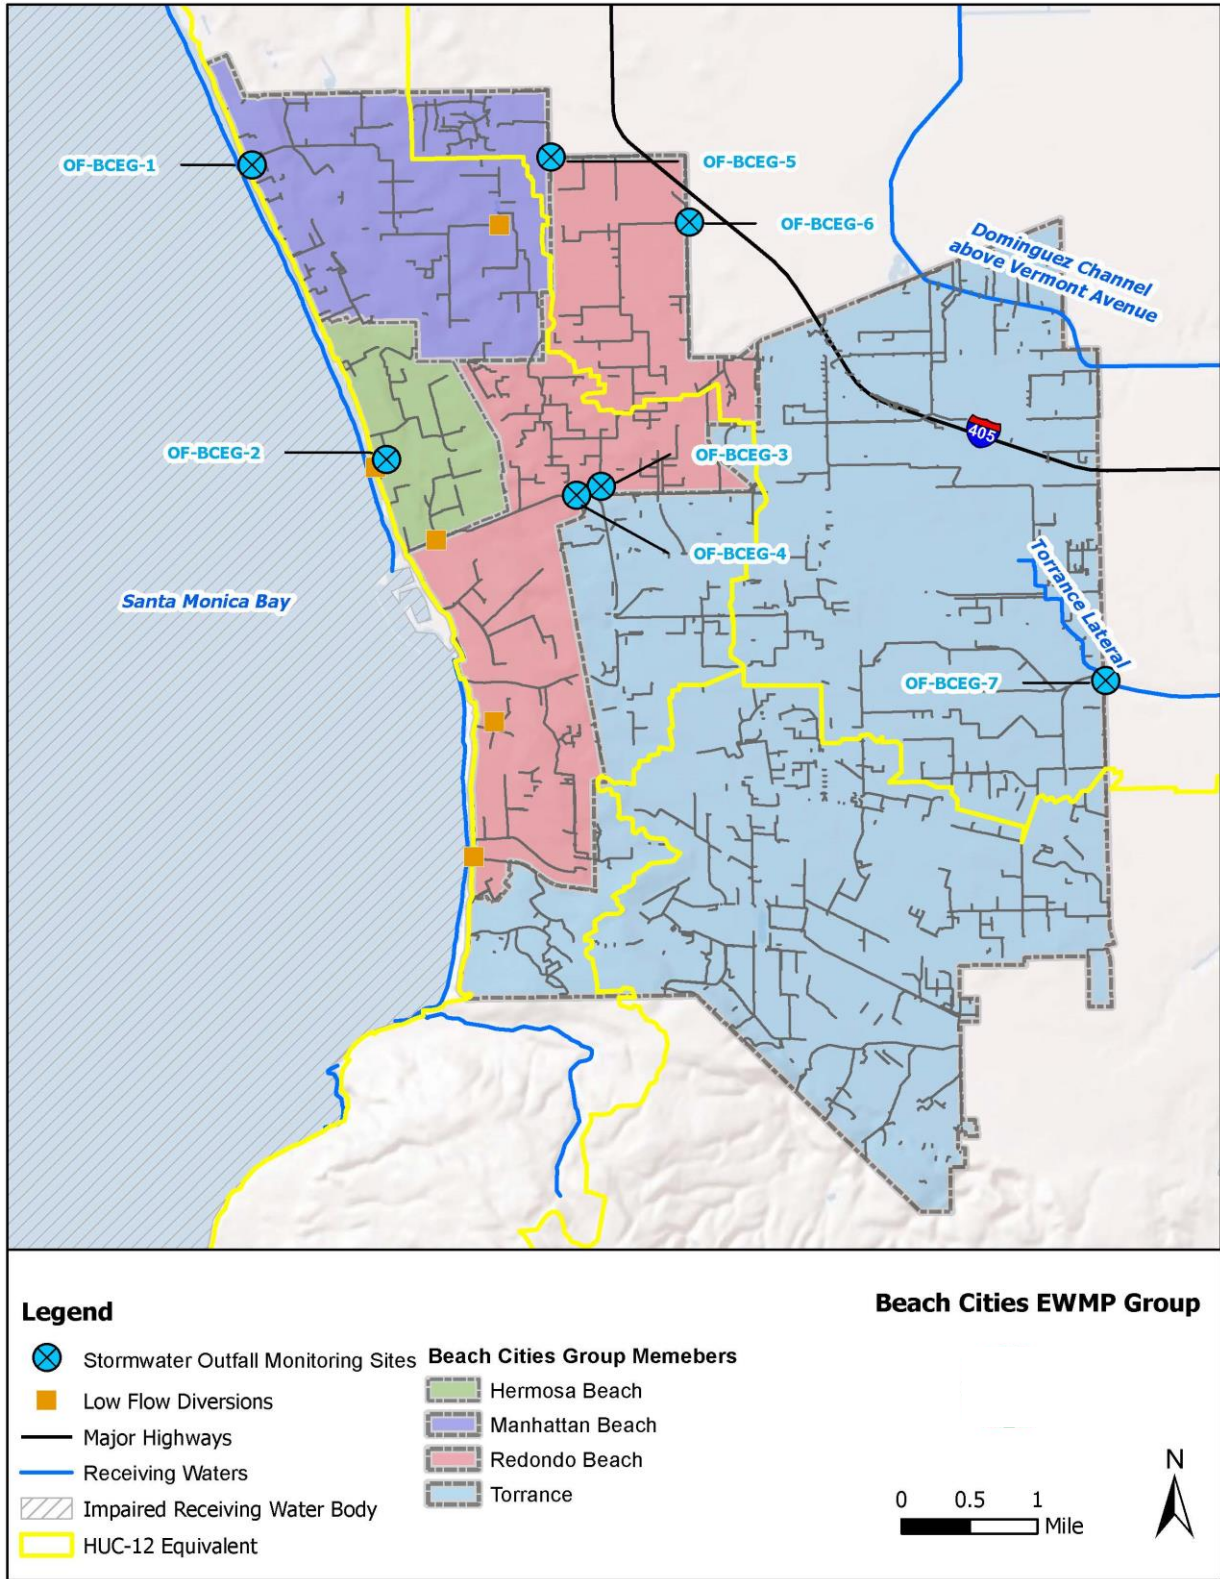 OF-BCEG-1
OF-BCEG-5
OF-BCEG-6
Dominguez Channel
above Vermont Avenue
405
OF-BCEG-2
OF-BCEG-3
OF-BCEG-4
Santa Monica Bay
Torrance Lateral
OF-BCEG-7
Legend
Stormwater Outfall Monitoring Sites
Low Flow Diversions
Major Highways
Receiving Waters
Impaired Receiving Water Body
HUC-12 Equivalent
Beach Cities Group Memebers
Hermosa Beach
Manhattan Beach
Redondo Beach
Torrance
Beach Cities EWMP Group
N
0 0.5 1
Mile